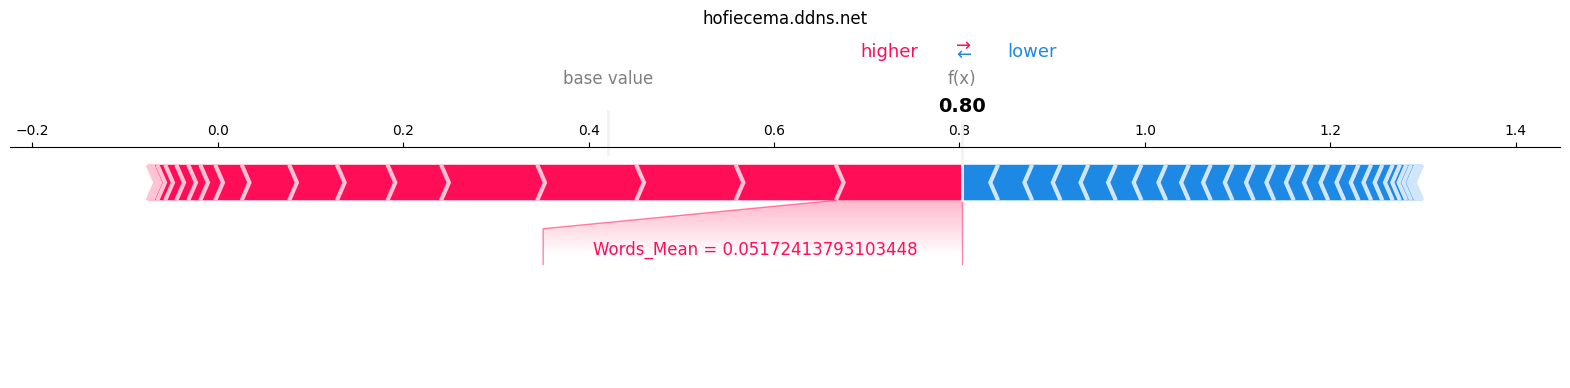 hofiecema.ddns.net
higher ⇄ lower
base value f(x)
0.80
−0.2 0.0 0.2 0.4 0.6 0.8 1.0 1.2 1.4
Words_Mean = 0.05172413793103448